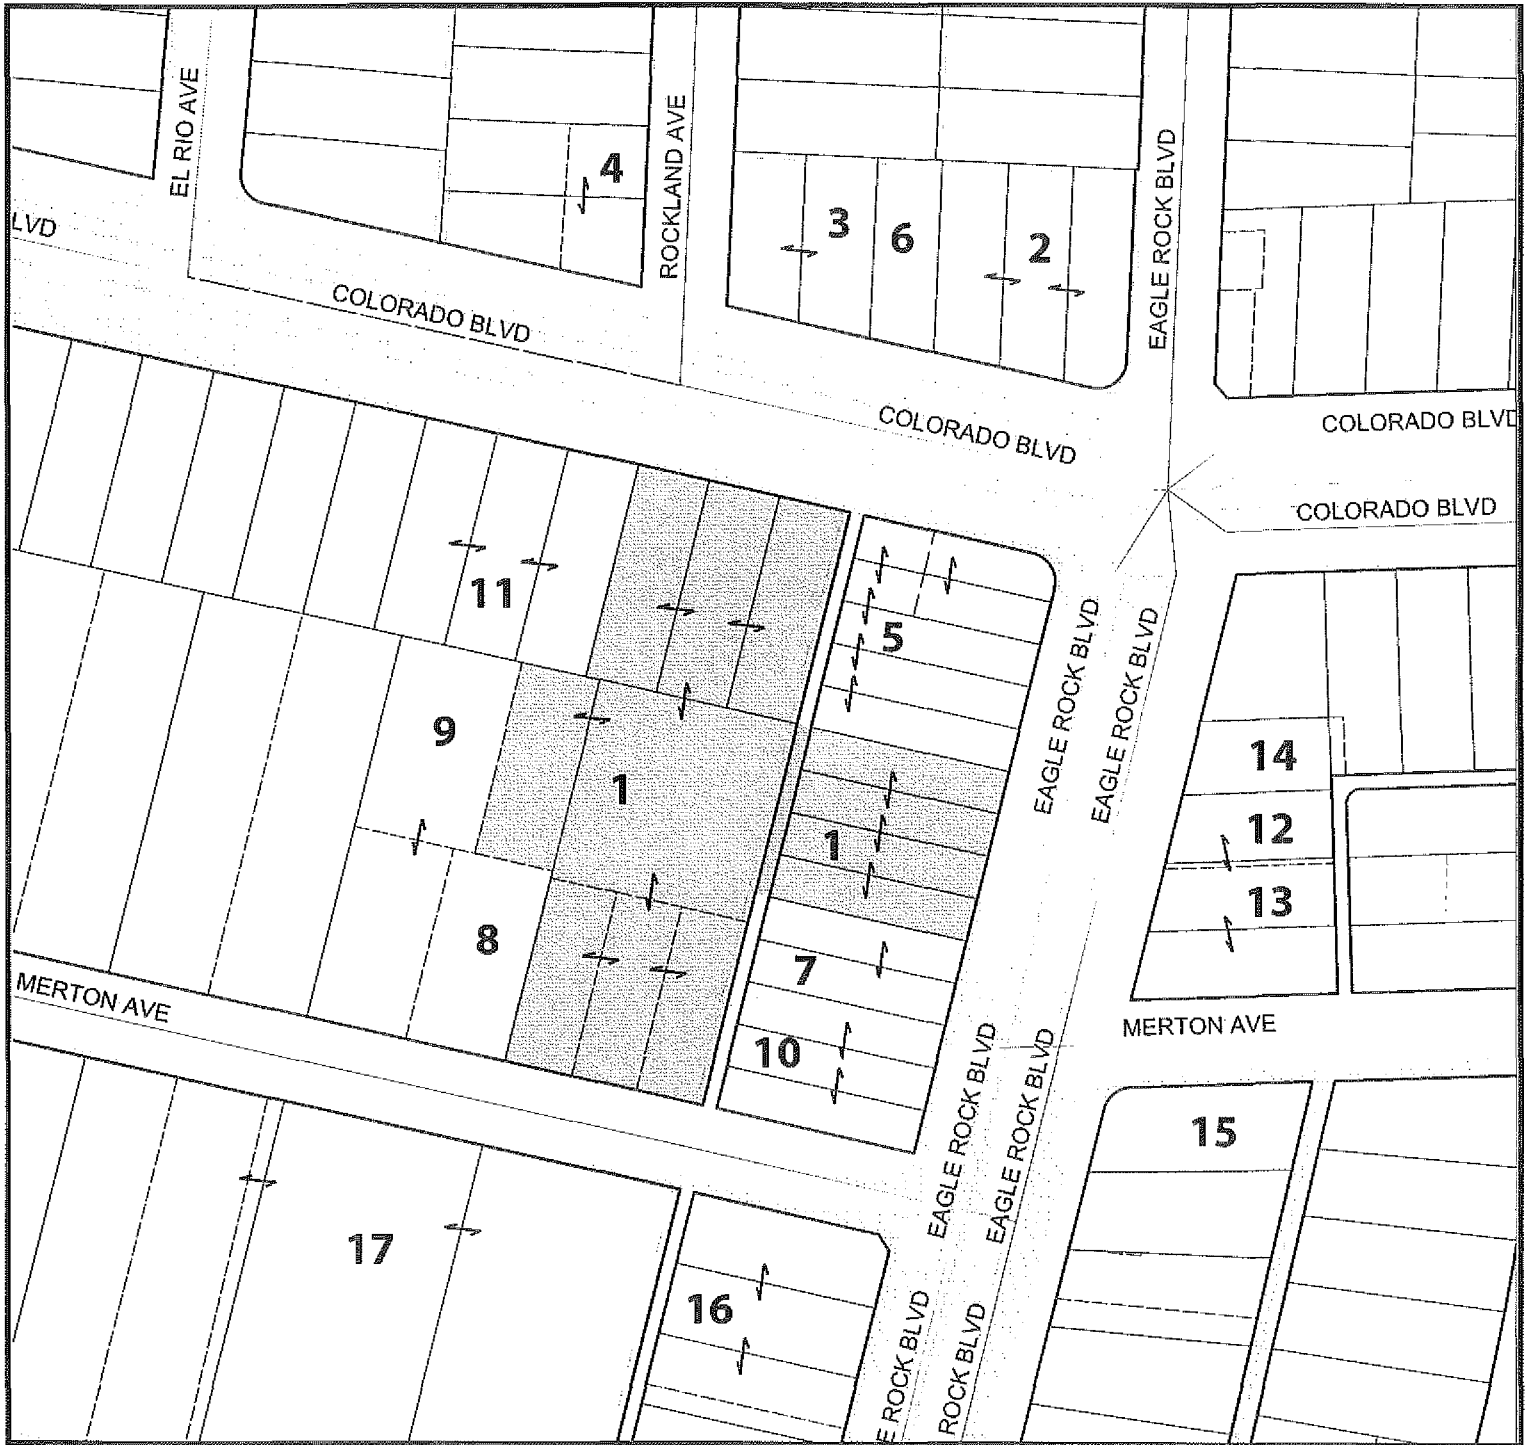 EL RIO AVE
4
ROCKLAND AVE
3
6
2
EAGLE ROCK BLVD
LVD
COLORADO BLVD
COLORADO BLVD
COLORADO BLVD
COLORADO BLVD
11
5
EAGLE ROCK BLVD
EAGLE ROCK BLVD
9
1
1
14
12
13
8
7
10
MERTON AVE
MERTON AVE
EAGLE ROCK BLVD
EAGLE ROCK BLVD
15
17
16
E ROCK BLVD
ROCK BLVD